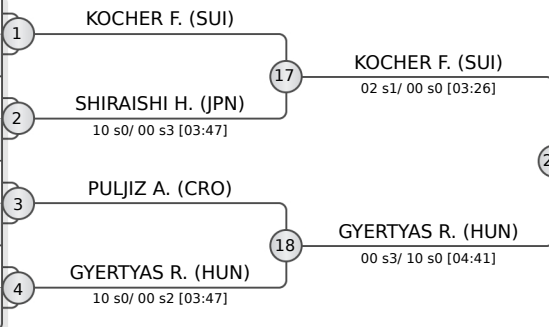 KOCHER F. (SUI)
1
KOCHER F. (SUI)
17
02 s1/ 00 s0 [03:26]
SHIRAISHI H. (JPN)
2
10 s0/ 00 s3 [03:47]
2
PULJIZ A. (CRO)
3
GYERTYAS R. (HUN)
18
00 s3/ 10 s0 [04:41]
GYERTYAS R. (HUN)
4
10 s0/ 00 s2 [03:47]